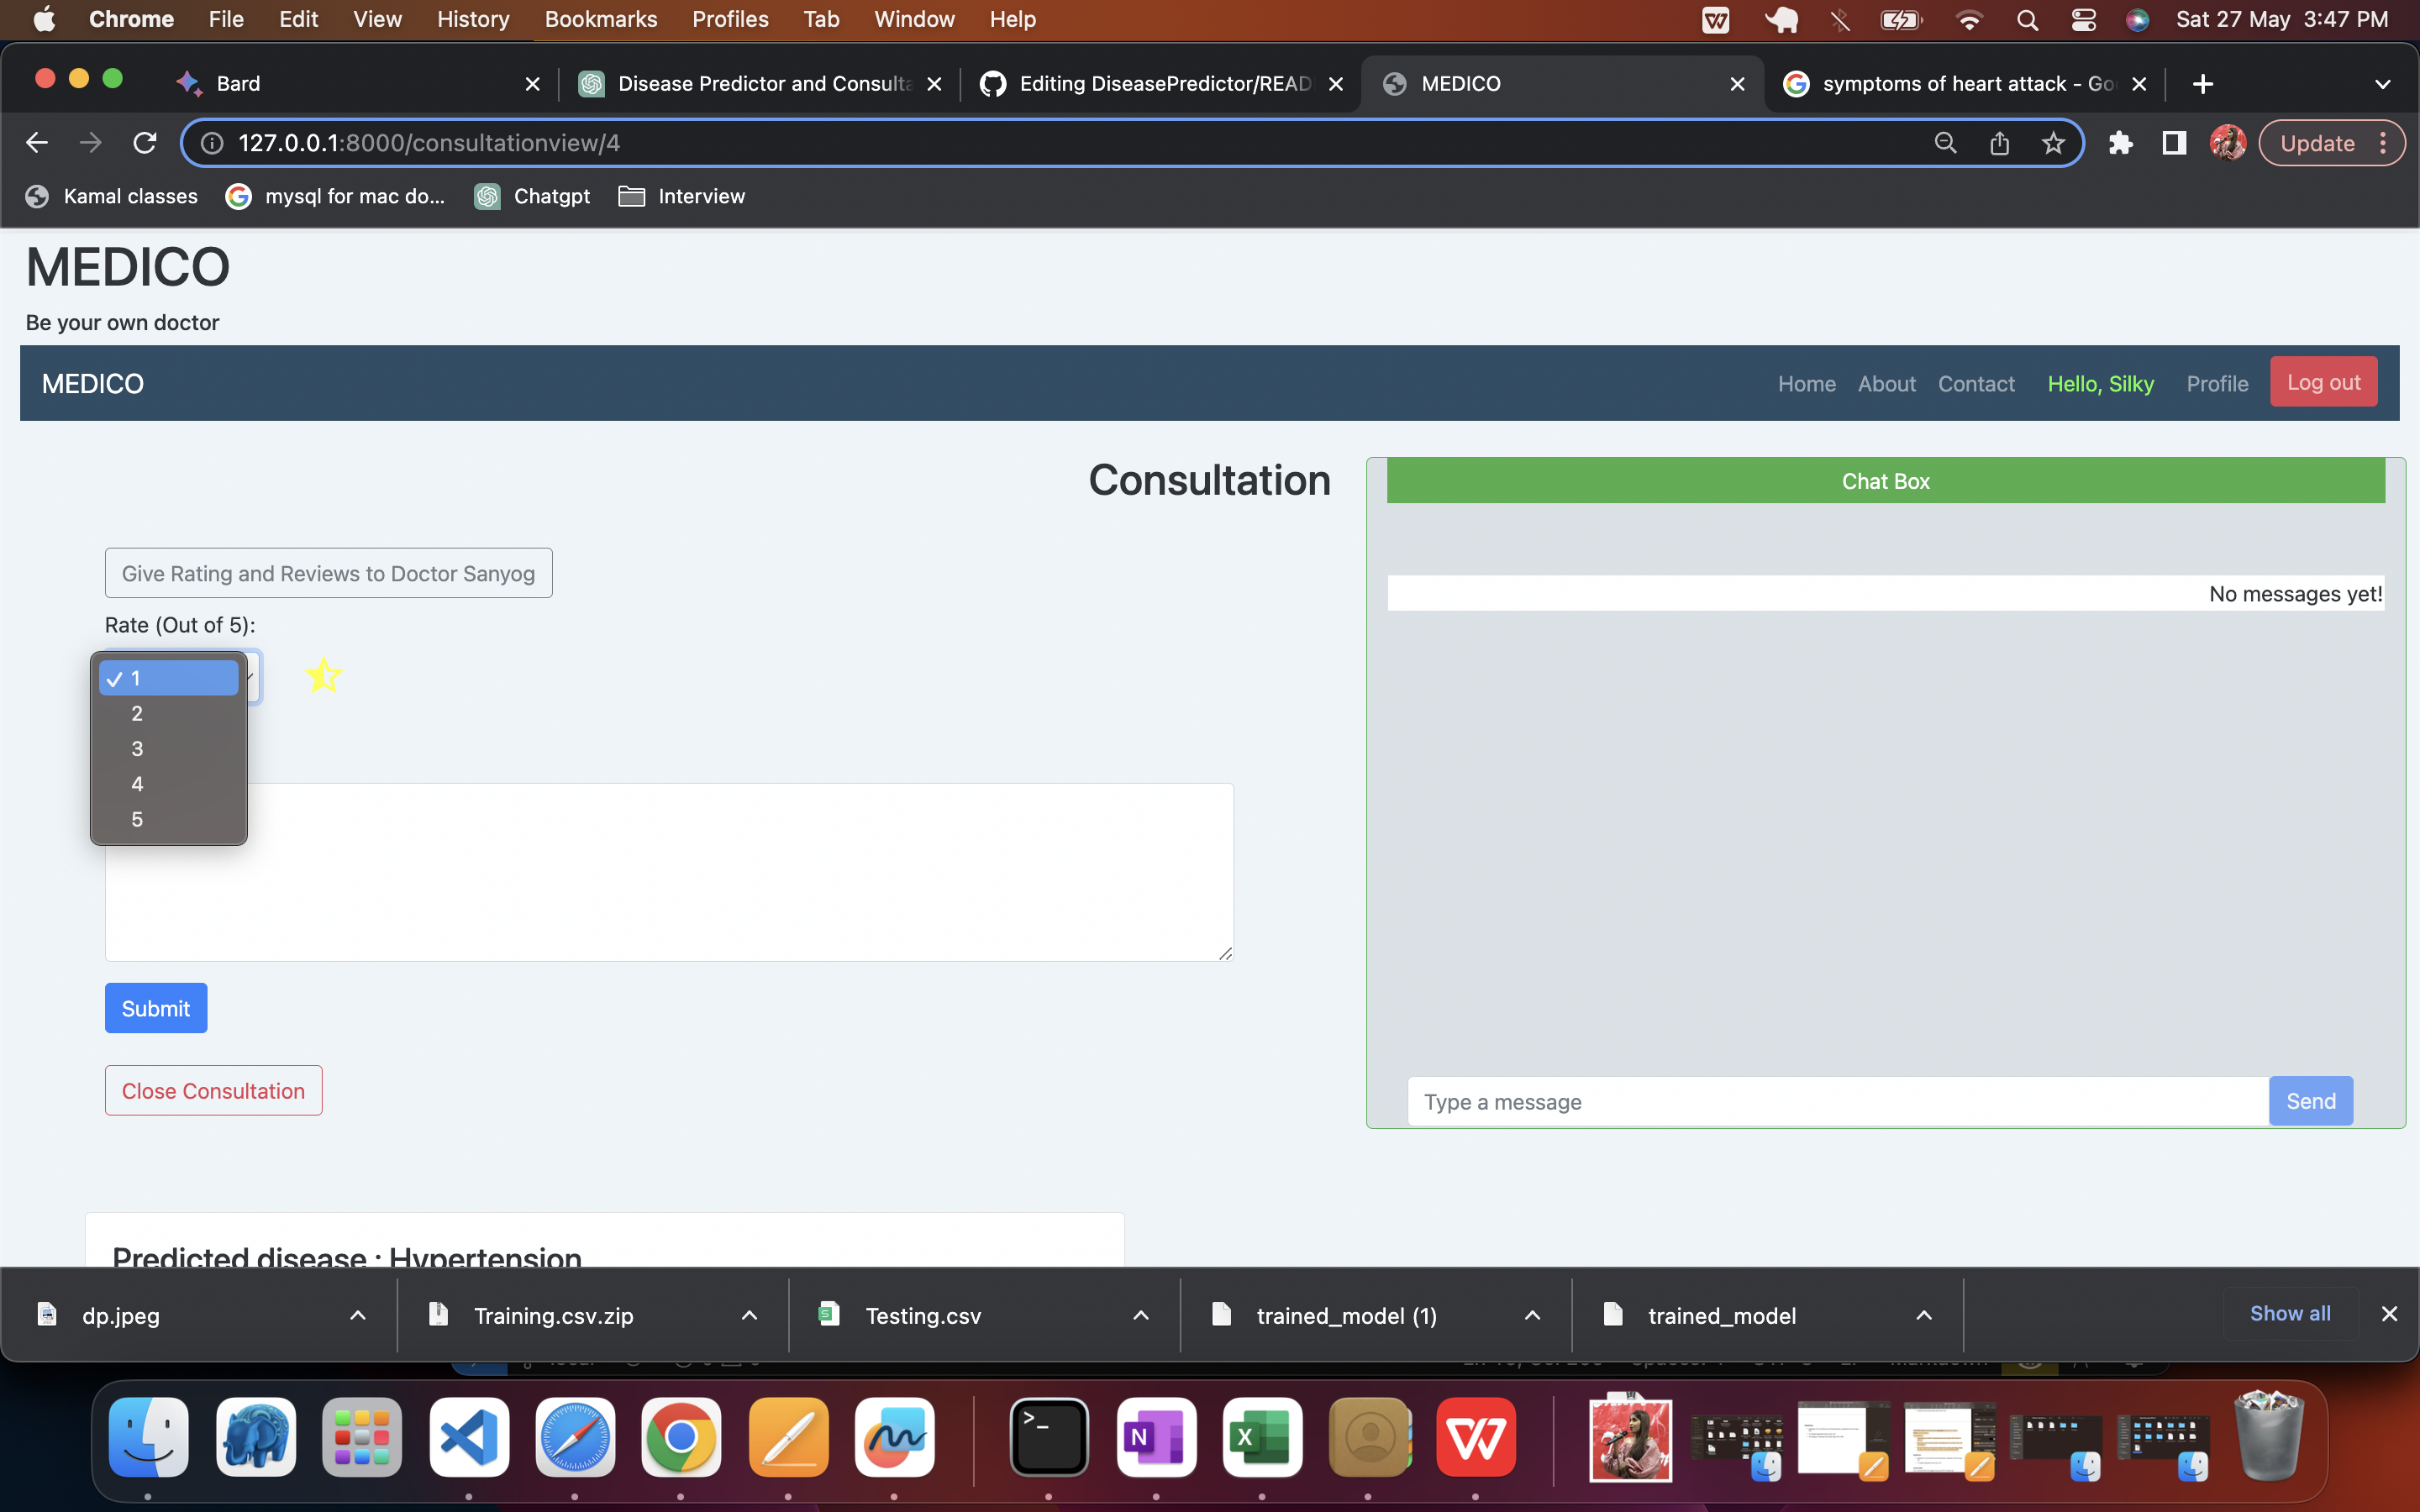 Chrome File Edit View History Bookmarks Profiles Tab Window Help Sat 27 May 3:47 PM
Bard
Disease Predictor and Consulta
Editing DiseasePredictor/READ
MEDICO
symptoms of heart attack - Go
127.0.0.1:8000/consultationview/4
Update
Kamal classes
mysql for mac do...
Chatgpt
Interview
MEDICO
Be your own doctor
MEDICO
Home About Contact Hello, Silky Profile Log out
Consultation
Give Rating and Reviews to Doctor Sanyog
Rate (Out of 5):
1
2
3
4
5
Submit
Close Consultation
Chat Box
No messages yet!
Type a message
Send
Predicted disease : Hypertension
dp.jpeg
Training.csv.zip
Testing.csv
trained_model (1)
trained_model
Show all